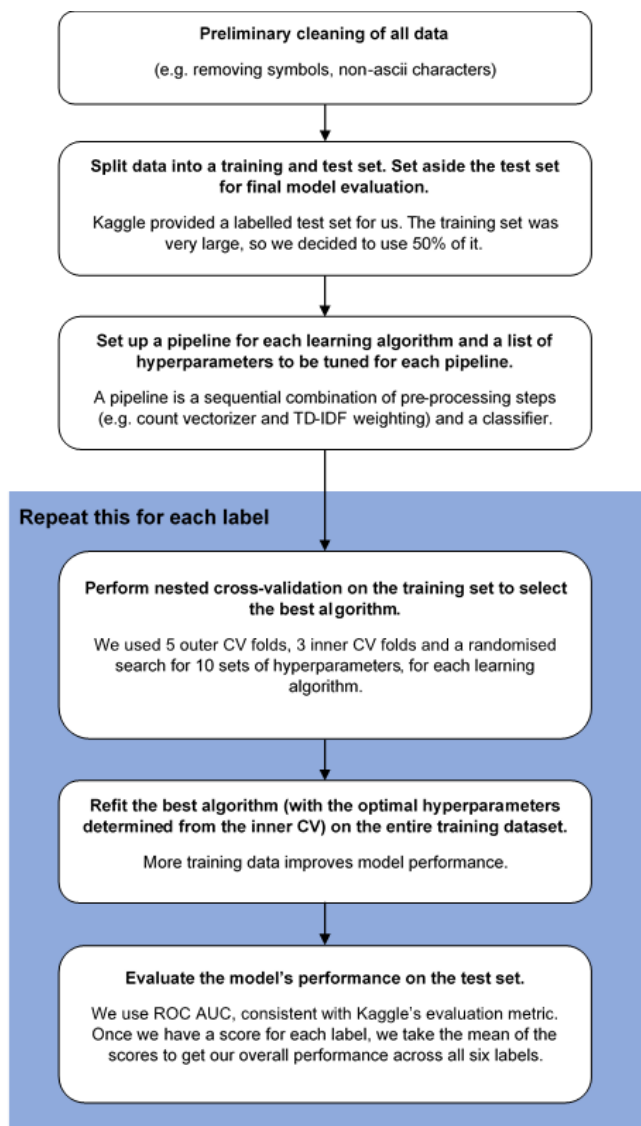 Preliminary cleaning of all data
(e.g. removing symbols, non-ascii characters)
Split data into a training and test set. Set aside the test set
for final model evaluation.
Kaggle provided a labelled test set for us. The training set was
very large, so we decided to use 50% of it.
Set up a pipeline for each learning algorithm and a list of
hyperparameters to be tuned for each pipeline.
A pipeline is a sequential combination of pre-processing steps
(e.g. count vectorizer and TD-IDF weighting) and a classifier.
Repeat this for each label
Perform nested cross-validation on the training set to select
the best algorithm.
We used 5 outer CV folds, 3 inner CV folds and a randomised
search for 10 sets of hyperparameters, for each learning
algorithm.
Refit the best algorithm (with the optimal hyperparameters
determined from the inner CV) on the entire training dataset.
More training data improves model performance.
Evaluate the model's performance on the test set.
We use ROC AUC, consistent with Kaggle's evaluation metric.
Once we have a score for each label, we take the mean of the
scores to get our overall performance across all six labels.